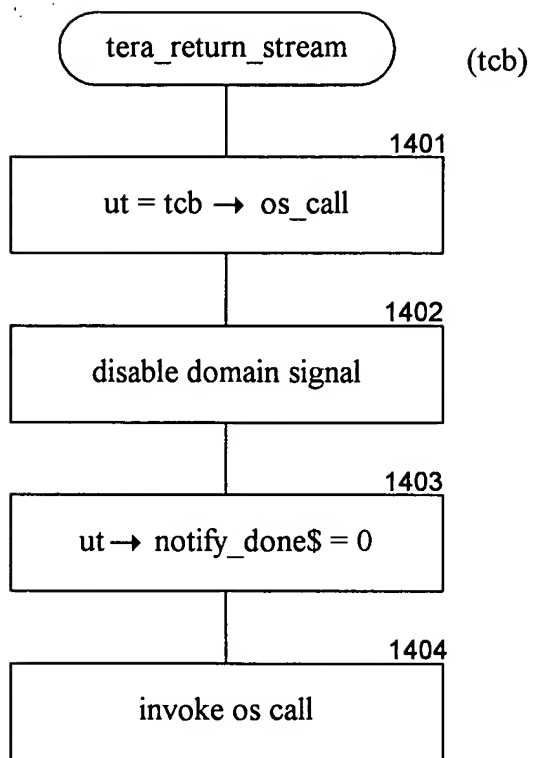 tera_return_stream
(tcb)
1401
ut = tcb → os_call
1402
disable domain signal
1403
ut → notify_done$ = 0
1404
invoke os call